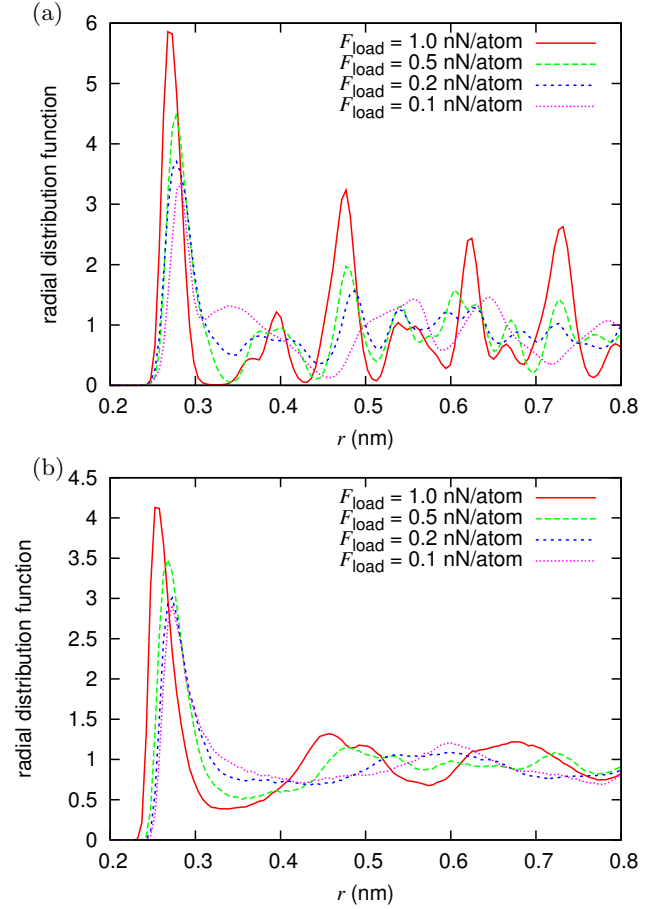 (a)
6
5
4
3
2
1
0
radial distribution function
F_load = 1.0 nN/atom
F_load = 0.5 nN/atom
F_load = 0.2 nN/atom
F_load = 0.1 nN/atom
0.2 0.3 0.4 0.5 0.6 0.7 0.8
r (nm)
(b)
4.5
4
3.5
3
2.5
2
1.5
1
0.5
0
radial distribution function
F_load = 1.0 nN/atom
F_load = 0.5 nN/atom
F_load = 0.2 nN/atom
F_load = 0.1 nN/atom
0.2 0.3 0.4 0.5 0.6 0.7 0.8
r (nm)